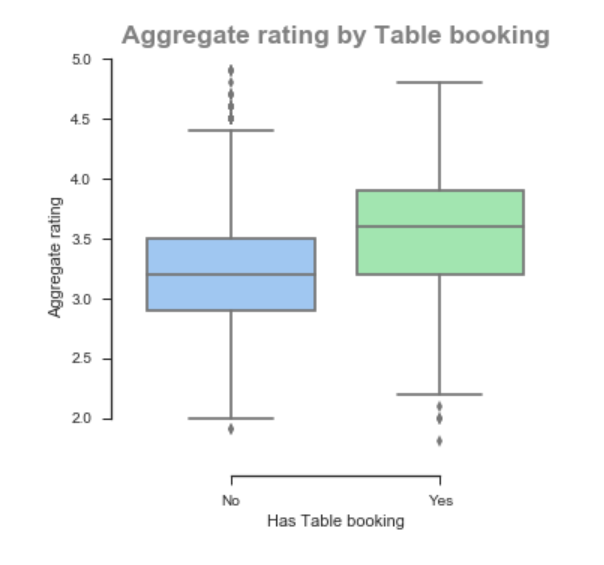 Aggregate rating by Table booking
5.0
4.5
4.0
3.5
3.0
2.5
2.0
Aggregate rating
No
Yes
Has Table booking